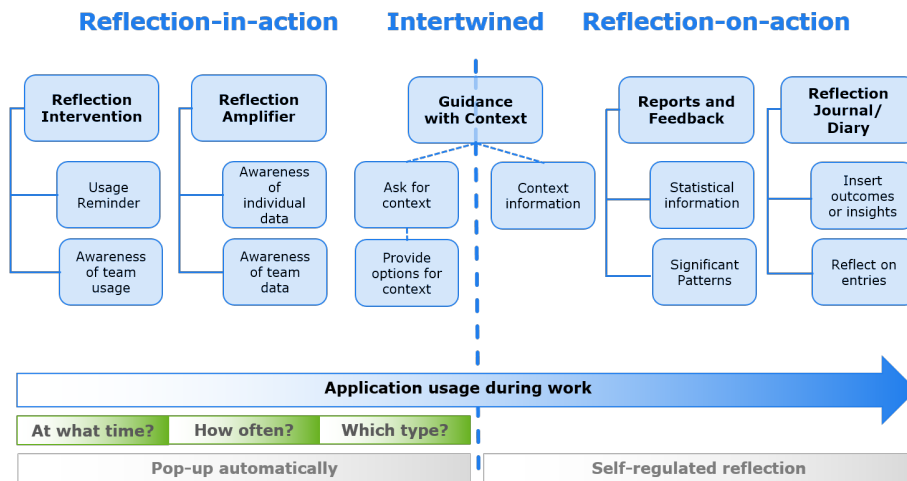 Reflection-in-action
Intertwined
Reflection-on-action
Reflection
Intervention
Usage
Reminder
Awareness
of team
usage
Reflection
Amplifier
Awareness
of
individual
data
Awareness
of team
data
Guidance
with Context
Ask for
context
Provide
options for
context
Context
information
Reports and
Feedback
Statistical
information
Significant
Patterns
Reflection
Journal/
Diary
Insert
outcomes
or insights
Reflect on
entries
Application usage during work
At what time?
How often?
Which type?
Pop-up automatically
Self-regulated reflection